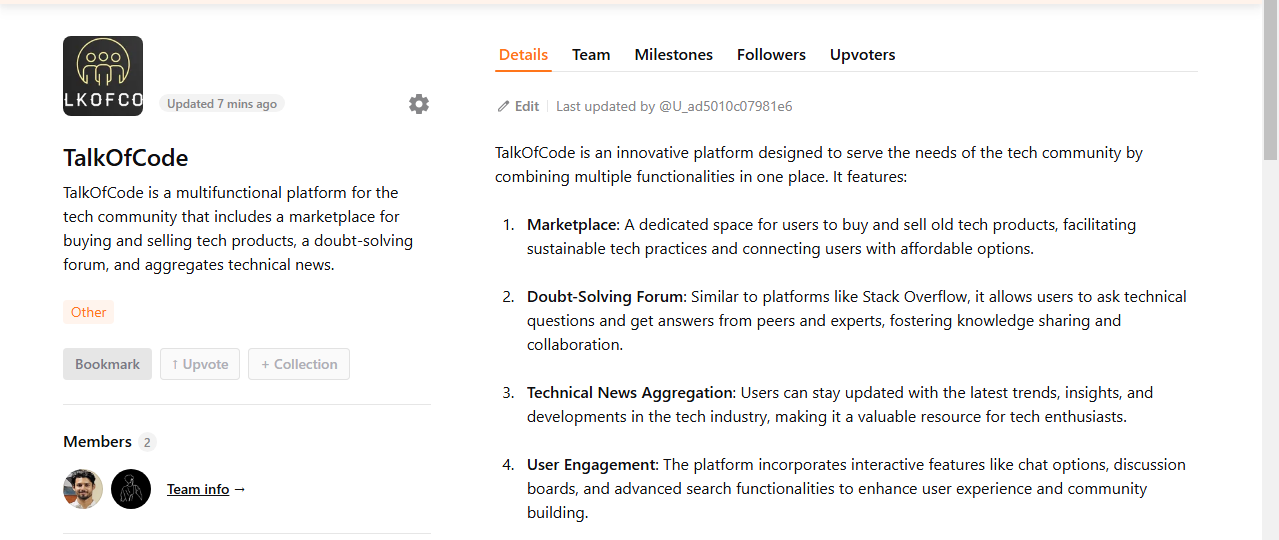 LKOFCO
Updated 7 mins ago
TalkOfCode
TalkOfCode is a multifunctional platform for the
tech community that includes a marketplace for
buying and selling tech products, a doubt-solving
forum, and aggregates technical news.
Other
Bookmark ↑ Upvote + Collection
Members 2
Team info →
Details Team Milestones Followers Upvoters
Edit Last updated by @U_ad5010c07981e6
TalkOfCode is an innovative platform designed to serve the needs of the tech community by
combining multiple functionalities in one place. It features:
1. Marketplace: A dedicated space for users to buy and sell old tech products, facilitating
sustainable tech practices and connecting users with affordable options.
2. Doubt-Solving Forum: Similar to platforms like Stack Overflow, it allows users to ask technical
questions and get answers from peers and experts, fostering knowledge sharing and
collaboration.
3. Technical News Aggregation: Users can stay updated with the latest trends, insights, and
developments in the tech industry, making it a valuable resource for tech enthusiasts.
4. User Engagement: The platform incorporates interactive features like chat options, discussion
boards, and advanced search functionalities to enhance user experience and community
building.